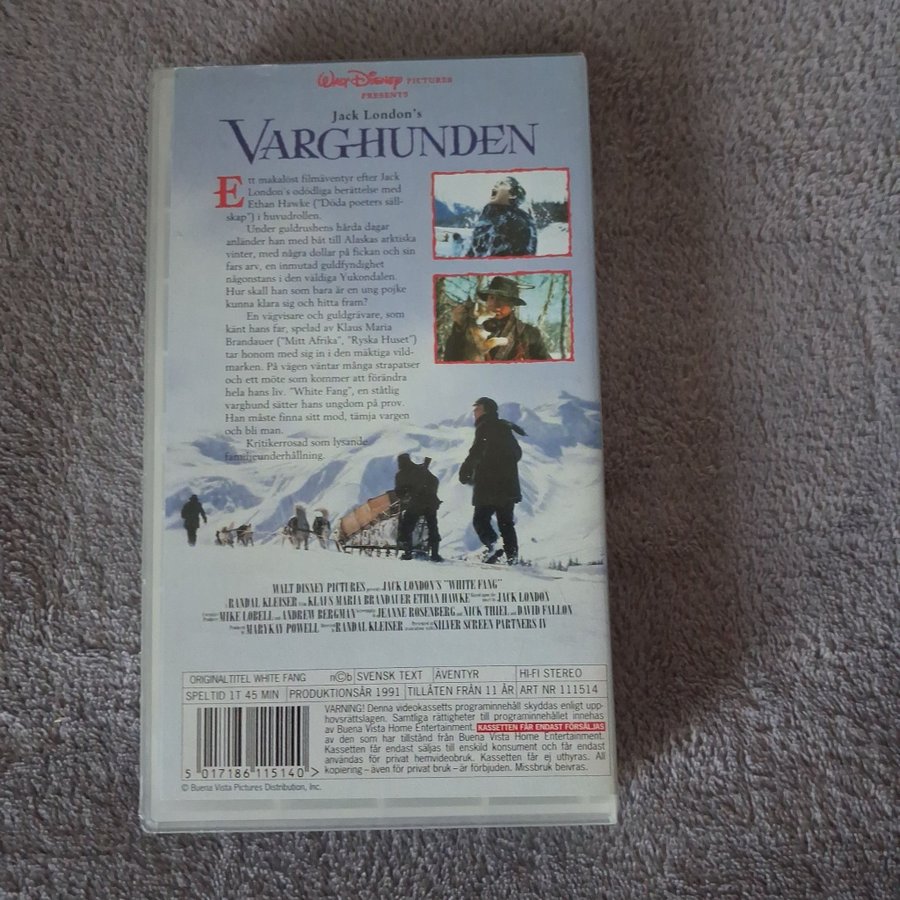 WALT DISNEY PICTURES
PRESENTS
Jack London's
VARGHUNDEN
Ett makalöst filmäventyr efter Jack
London's odödliga berättelse med
Ethan Hawke ("Döda poeters säll-
skap") i huvudrollen.
Under guldrushens hårda dagar
anländer han med båt till Alaskas arktiska
vinter, med några dollar på fickan och sin
fars arv, en inmutad guldfyndighet
någonstans i den väldiga Yukondalen.
Hur skall han som bara är en ung pojke
kunna klara sig och hitta fram?
En vägvisare och guldgrävare, som
känt hans far, spelad av Klaus Maria
Brandauer ("Mitt Afrika", "Ryska Huset")
tar honom med sig in i den mäktiga vild-
marken. På vägen väntar många strapatser
och ett möte som kommer att förändra
hela hans liv. "White Fang", en ståtlig
varghund sätter hans ungdom på prov.
Han måste finna sitt mod, tämja vargen
och bli man.
Kritikerrosad som lysande
familjeunderhållning.
WALT DISNEY PICTURES presents JACK LONDON'S "WHITE FANG"
RANDAL KLEISER KLAUS MARIA BRANDAUER ETHAN HAWKE JACK LONDON
MIKE LOBELL and ANDREW BERGMAN JEANNE ROSENBERG and NICK THIEL and DAVID FALLON
MARYKAY POWELL RANDAL KLEISER SILVER SCREEN PARTNERS IV
ORIGINALTITEL WHITE FANG n©b SVENSK TEXT ÄVENTYR HI-FI STEREO
SPELTID 1T 45 MIN PRODUKTIONSÅR 1991 TILLÅTEN FRÅN 11 ÅR ART NR 111514
VARNING! Denna videokassetts programinnehåll skyddas enligt upp-
hovsrättslagen. Samtliga rättigheter till programinnehållet innehas
av Buena Vista Home Entertainment. KASSETTEN FÅR ENDAST FÖRSÄLJAS
av den som har tillstånd från Buena Vista Home Entertainment.
Kassetten får endast säljas till enskild konsument och får endast
användas för privat hemvideobruk. Kassetten får ej uthyras. All
kopiering – även för privat bruk – är förbjuden. Missbruk beivras.
5 017186 115140 >
© Buena Vista Pictures Distribution, Inc.